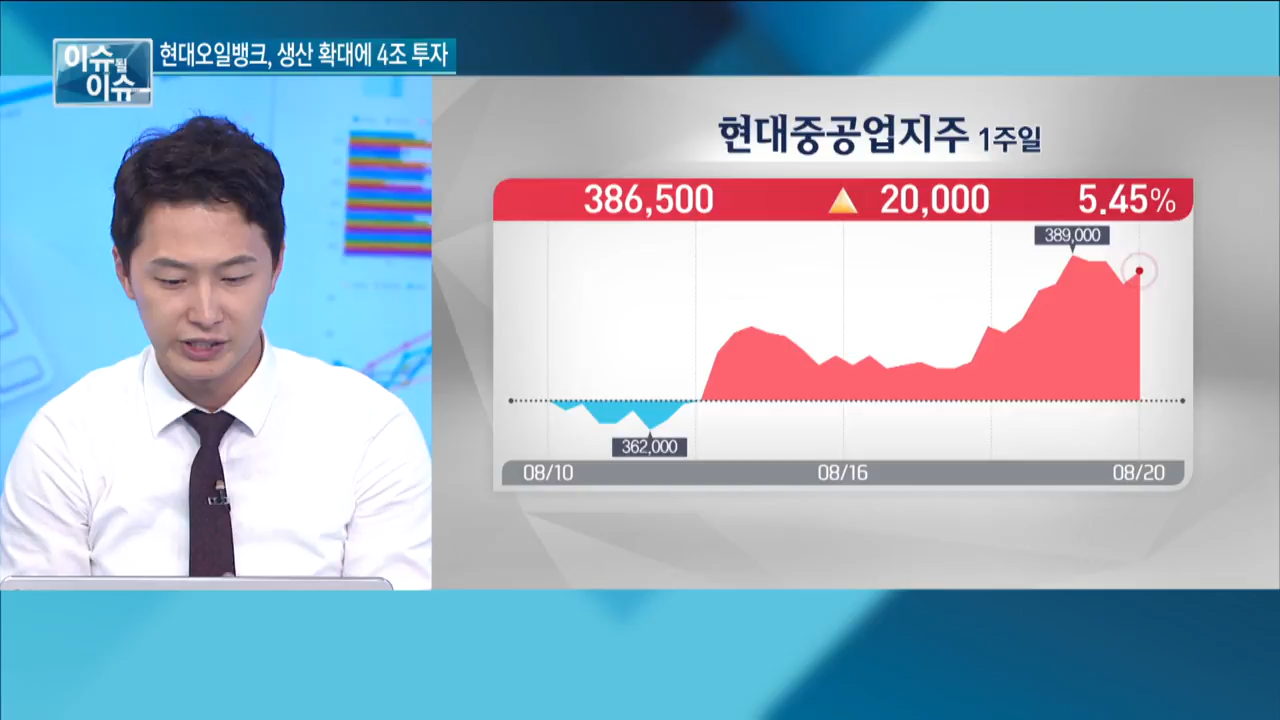 이슈 될
이슈
현대오일뱅크, 생산 확대에 4조 투자
현대중공업지주 1주일
386,500 ▲ 20,000 5.45%
389,000
362,000
08/10 08/16 08/20